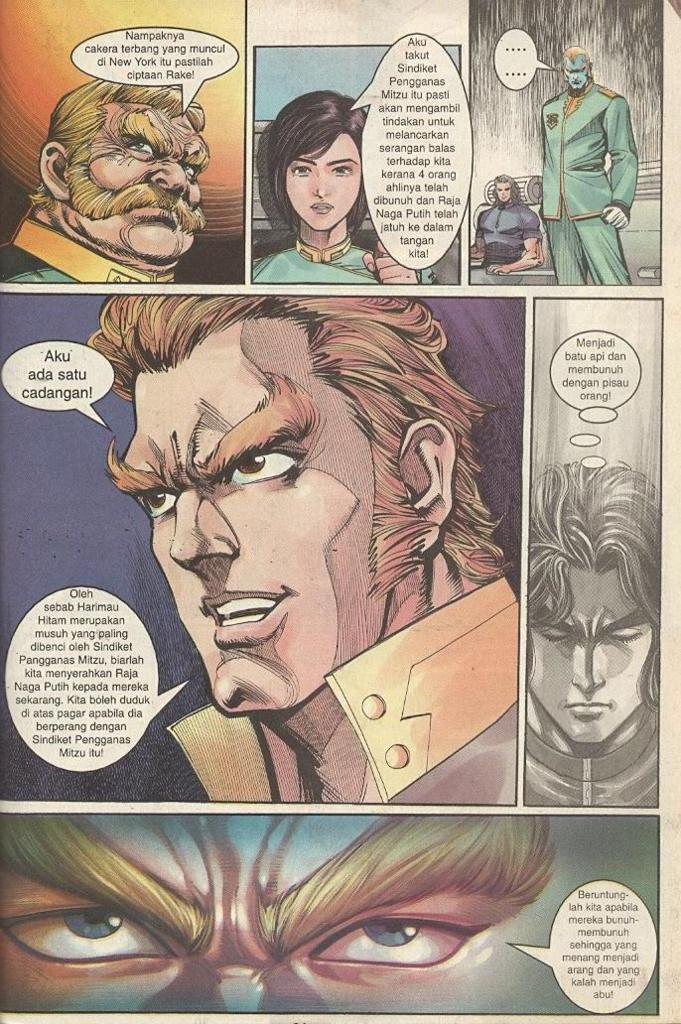 Nampaknya
cakera terbang yang muncul
di New York itu pastilah
ciptaan Rake!
Aku
takut
Sindiket
Pengganas
Mitzu itu pasti
akan mengambil
tindakan untuk
melancarkan
serangan balas
terhadap kita
kerana 4 orang
ahlinya telah
dibunuh dan Raja
Naga Putih telah
jatuh ke dalam
tangan
kita!
....
....
Aku
ada satu
cadangan!
Oleh
sebab Harimau
Hitam merupakan
musuh yang paling
dibenci oleh Sindiket
Pangganas Mitzu, biarlah
kita menyerahkan Raja
Naga Putih kepada mereka
sekarang. Kita boleh duduk
di atas pagar apabila dia
berperang dengan
Sindiket Pengganas
Mitzu itu!
Menjadi
batu api dan
membunuh
dengan pisau
orang!
Beruntung-
lah kita apabila
mereka bunuh-
membunuh
sehingga yang
menang menjadi
arang dan yang
kalah menjadi
abu!